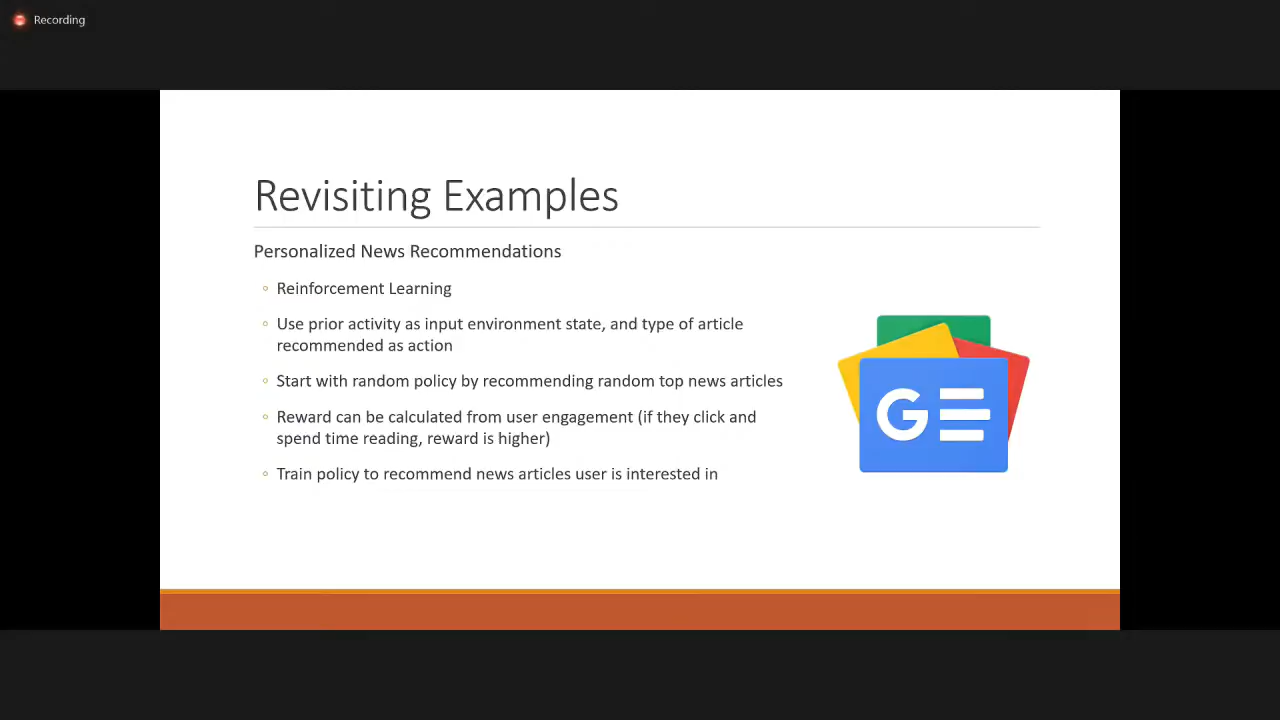 Recording
Revisiting Examples
Personalized News Recommendations
◦ Reinforcement Learning
◦ Use prior activity as input environment state, and type of article
recommended as action
◦ Start with random policy by recommending random top news articles
◦ Reward can be calculated from user engagement (if they click and
spend time reading, reward is higher)
◦ Train policy to recommend news articles user is interested in
G